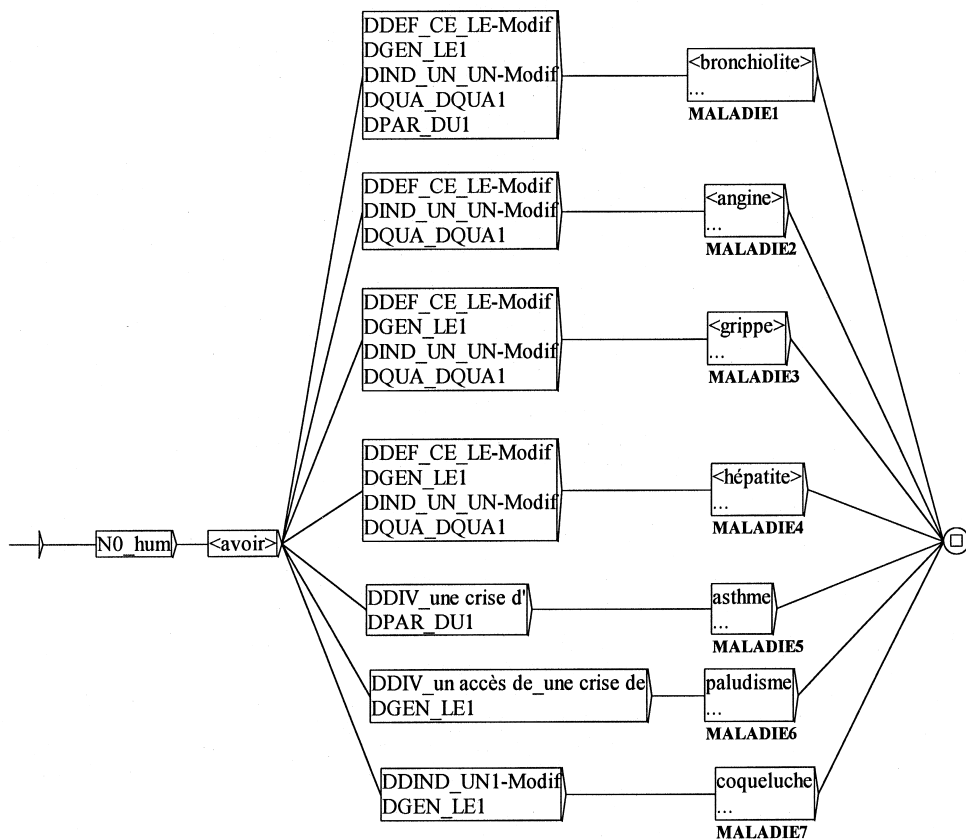 DDEF_CE_LE-Modif
DGEN_LE1
DIND_UN_UN-Modif
DQUA_DQUA1
DPAR_DU1
<bronchiolite>
...
MALADIE1
DDEF_CE_LE-Modif
DIND_UN_UN-Modif
DQUA_DQUA1
<angine>
...
MALADIE2
DDEF_CE_LE-Modif
DGEN_LE1
DIND_UN_UN-Modif
DQUA_DQUA1
<grippe>
...
MALADIE3
DDEF_CE_LE-Modif
DGEN_LE1
DIND_UN_UN-Modif
DQUA_DQUA1
<hépatite>
...
MALADIE4
N0_hum
<avoir>
DDIV_une crise d'
DPAR_DU1
asthme
...
MALADIE5
DDIV_un accès de_une crise de
DGEN_LE1
paludisme
...
MALADIE6
DDIND_UN1-Modif
DGEN_LE1
coqueluche
...
MALADIE7